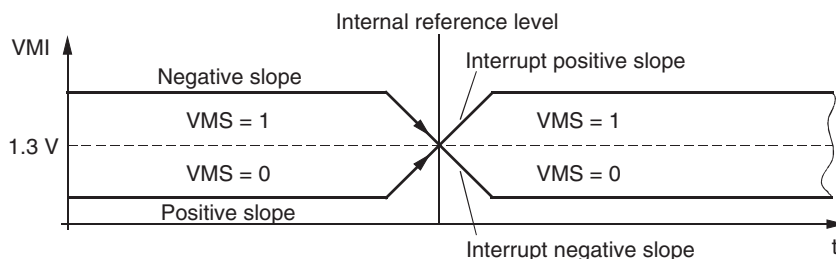 Internal reference level
VMI
Negative slope
Interrupt positive slope
VMS = 1
VMS = 1
1.3 V
VMS = 0
VMS = 0
Positive slope
Interrupt negative slope
t